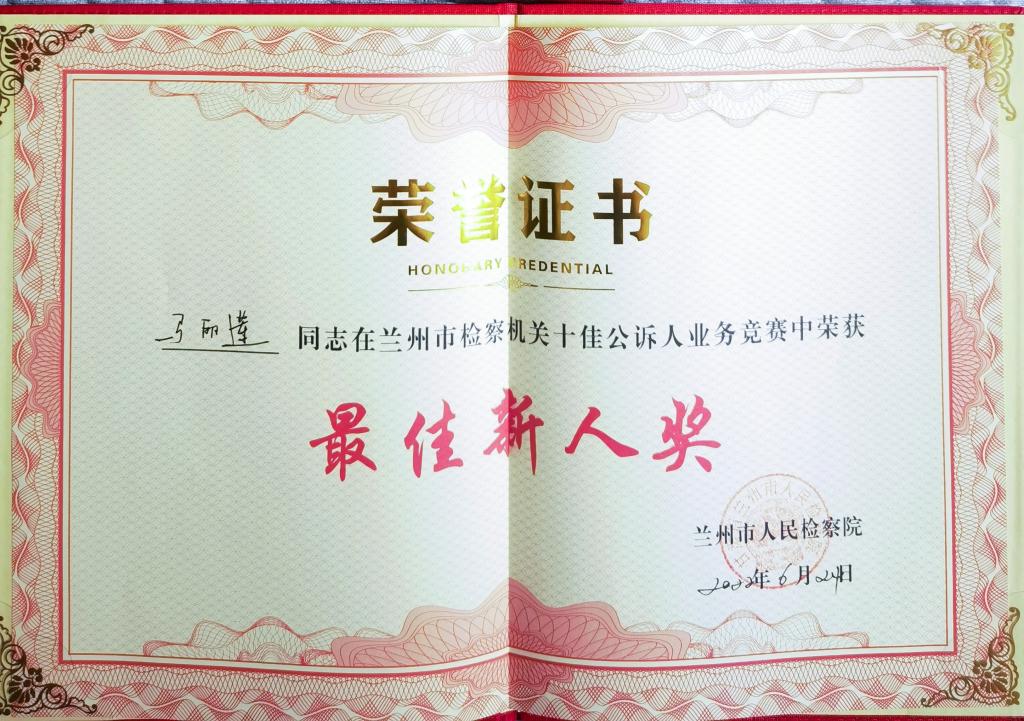 荣誉证书
HONORARY CREDENTIAL
马丽莲 同志在兰州市检察机关十佳公诉人业务竞赛中荣获
最佳新人奖
兰州市人民检察院
2022年6月24日